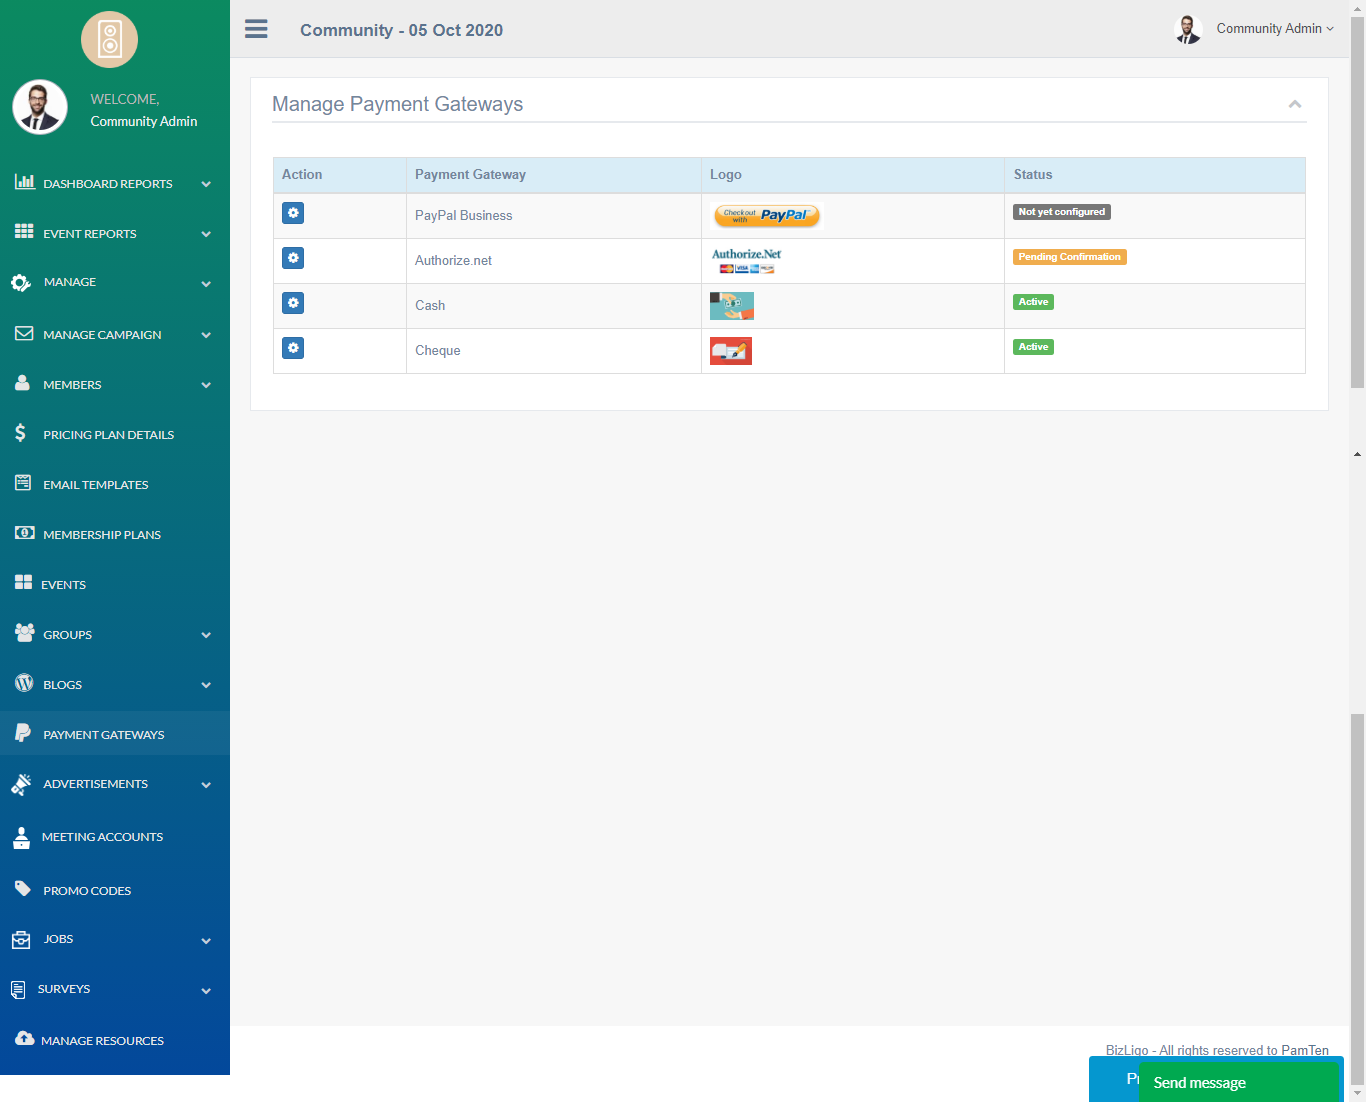 Community - 05 Oct 2020
Community Admin
WELCOME,
Community Admin
DASHBOARD REPORTS
EVENT REPORTS
MANAGE
MANAGE CAMPAIGN
MEMBERS
PRICING PLAN DETAILS
EMAIL TEMPLATES
MEMBERSHIP PLANS
EVENTS
GROUPS
BLOGS
PAYMENT GATEWAYS
ADVERTISEMENTS
MEETING ACCOUNTS
PROMO CODES
JOBS
SURVEYS
MANAGE RESOURCES
Manage Payment Gateways
Action Payment Gateway Logo Status
PayPal Business Check out with PayPal Not yet configured
Authorize.net Authorize.Net VISA Pending Confirmation
Cash Active
Cheque Active
BizLigo - All rights reserved to PamTen
Send message